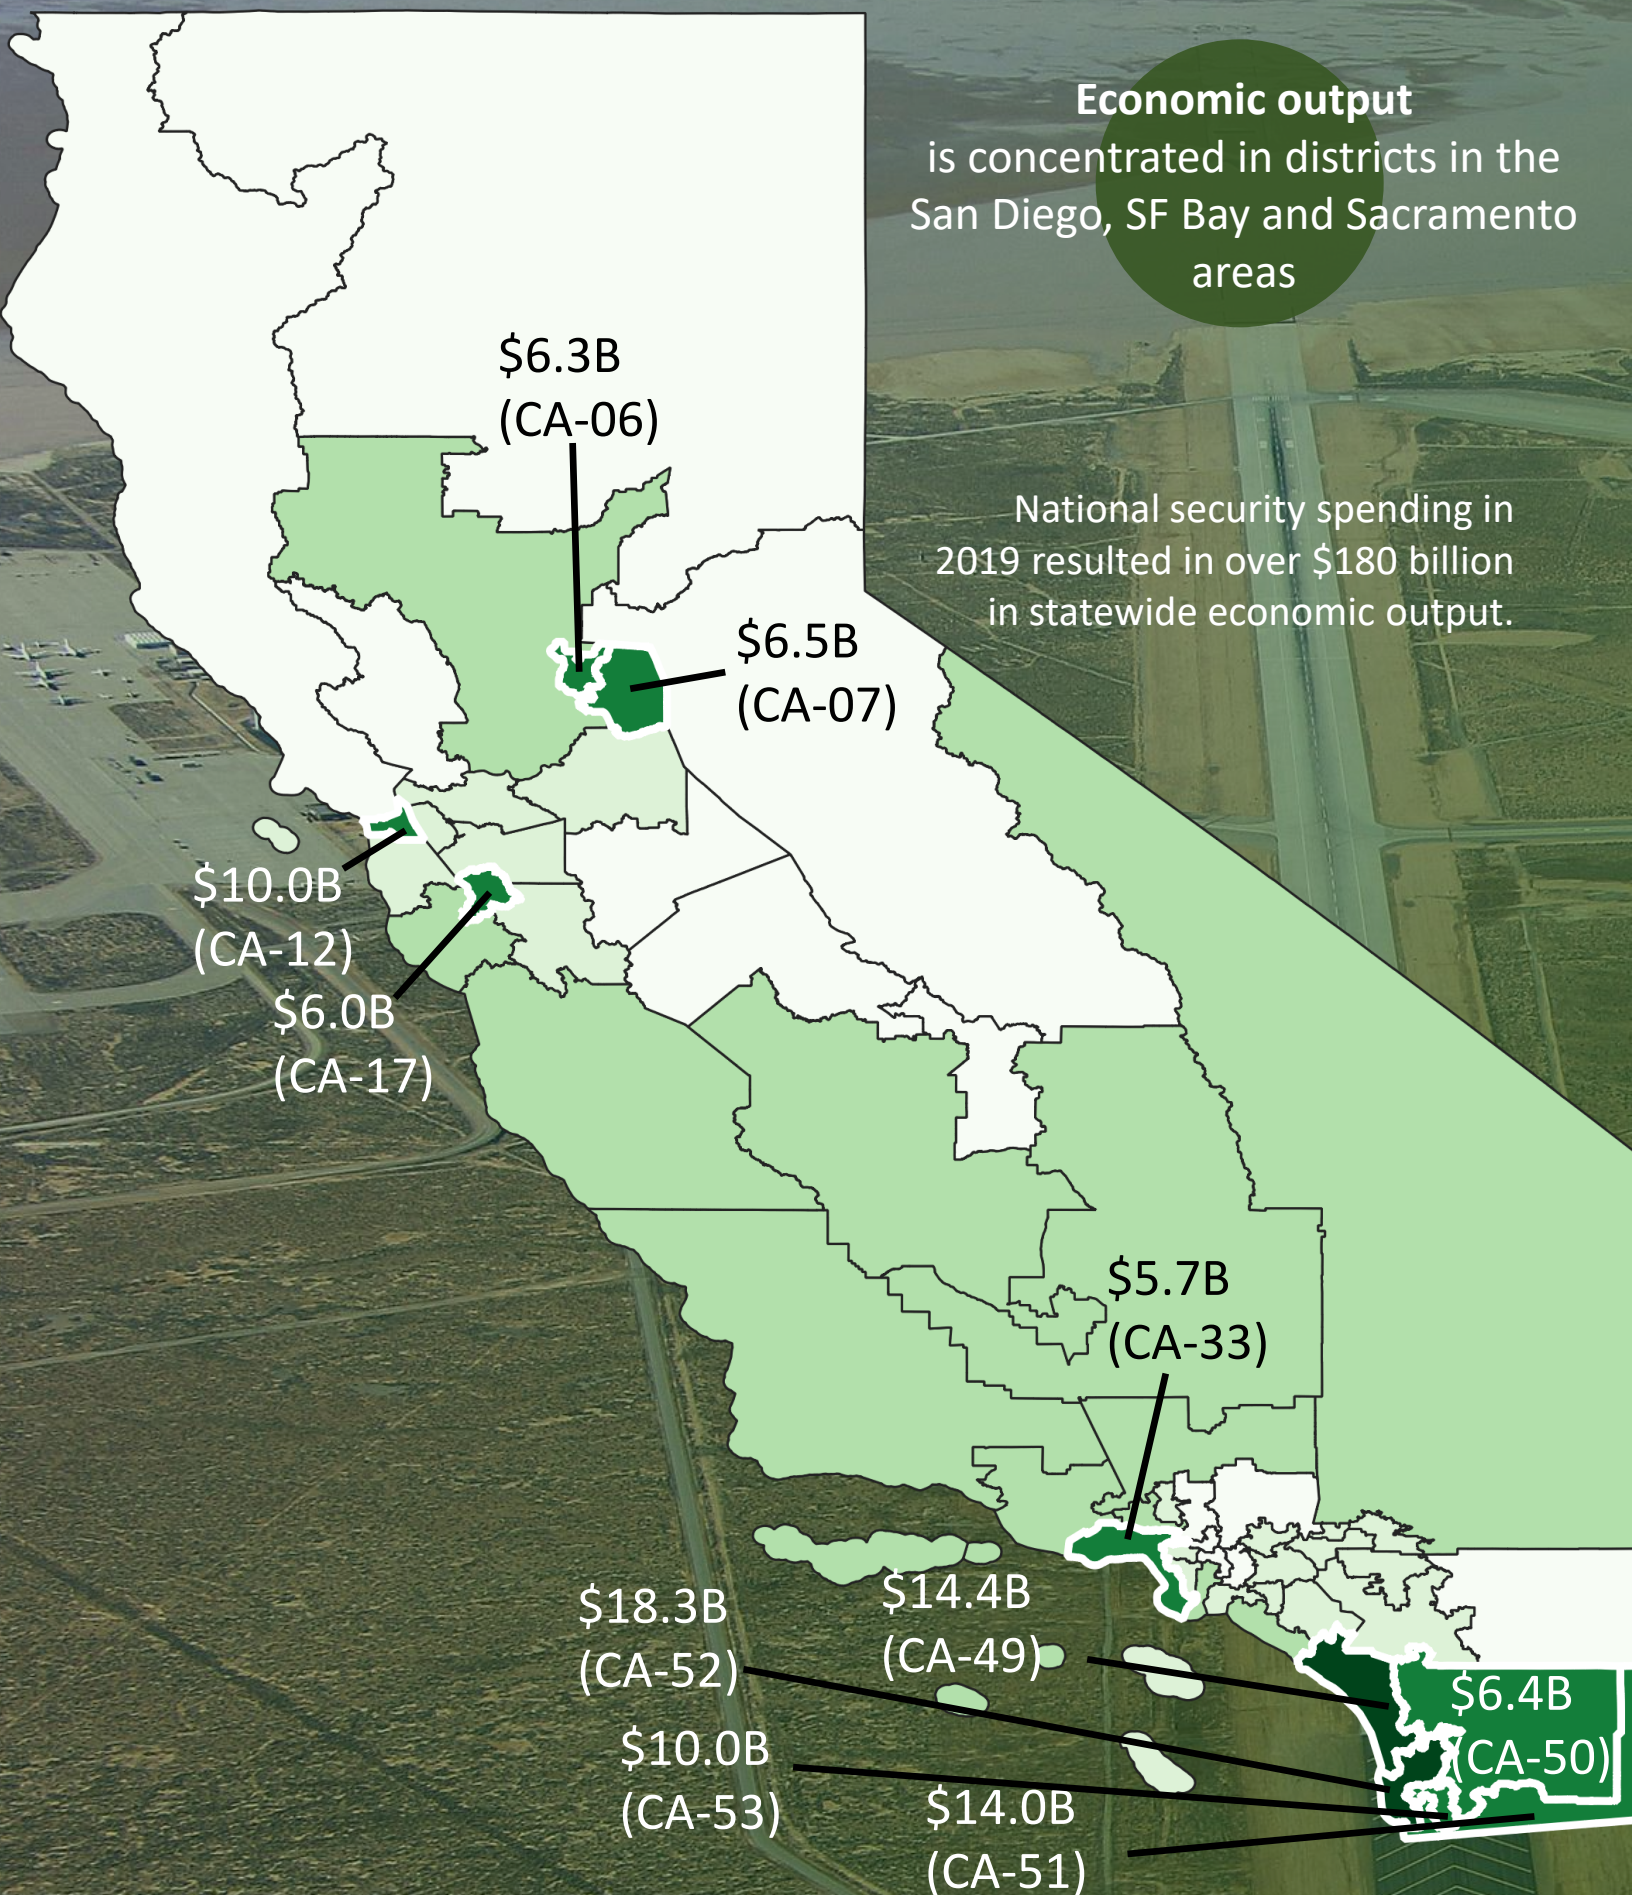 Economic output
is concentrated in districts in the
San Diego, SF Bay and Sacramento
areas
$6.3B
(CA-06)
National security spending in
2019 resulted in over $180 billion
in statewide economic output.
$6.5B
(CA-07)
$10.0B
(CA-12)
$6.0B
(CA-17)
$5.7B
(CA-33)
$18.3B
(CA-52)
$14.4B
(CA-49)
$6.4B
(CA-50)
$10.0B
(CA-53)
$14.0B
(CA-51)